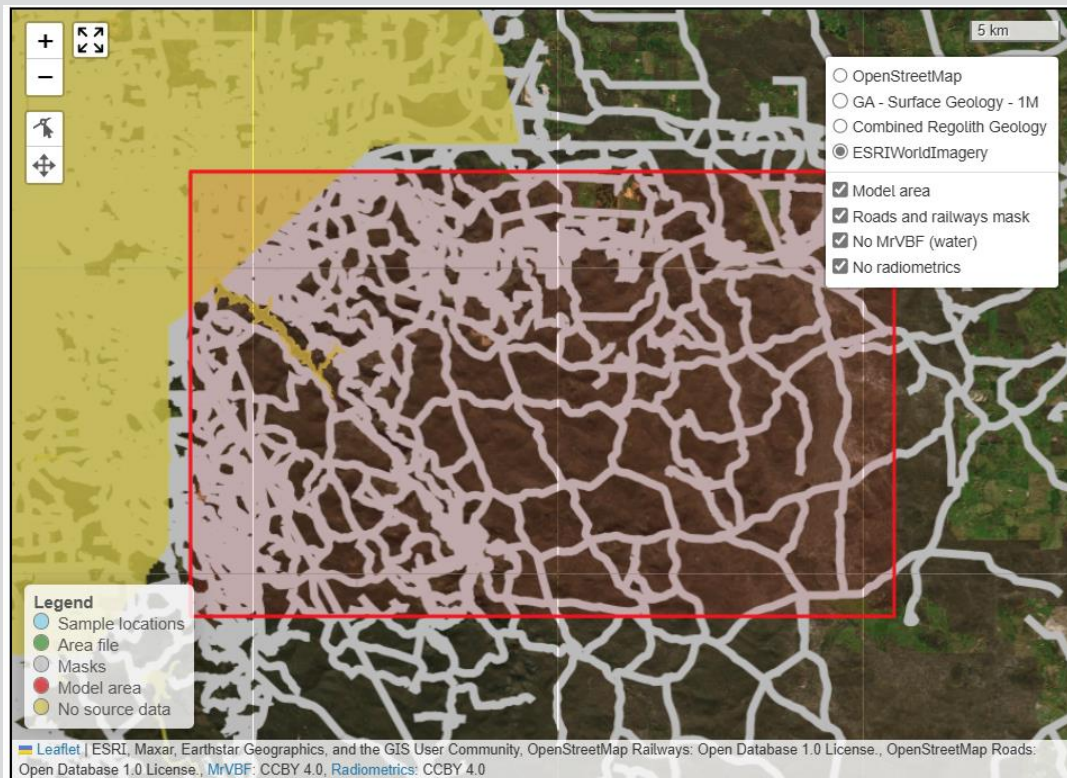 +
−
5 km
OpenStreetMap
GA - Surface Geology - 1M
Combined Regolith Geology
ESRIWorldImagery
Model area
Roads and railways mask
No MrVBF (water)
No radiometrics
Legend
Sample locations
Area file
Masks
Model area
No source data
Leaflet | ESRI, Maxar, Earthstar Geographics, and the GIS User Community, OpenStreetMap Railways: Open Database 1.0 License., OpenStreetMap Roads:
Open Database 1.0 License., MrVBF: CCBY 4.0, Radiometrics: CCBY 4.0